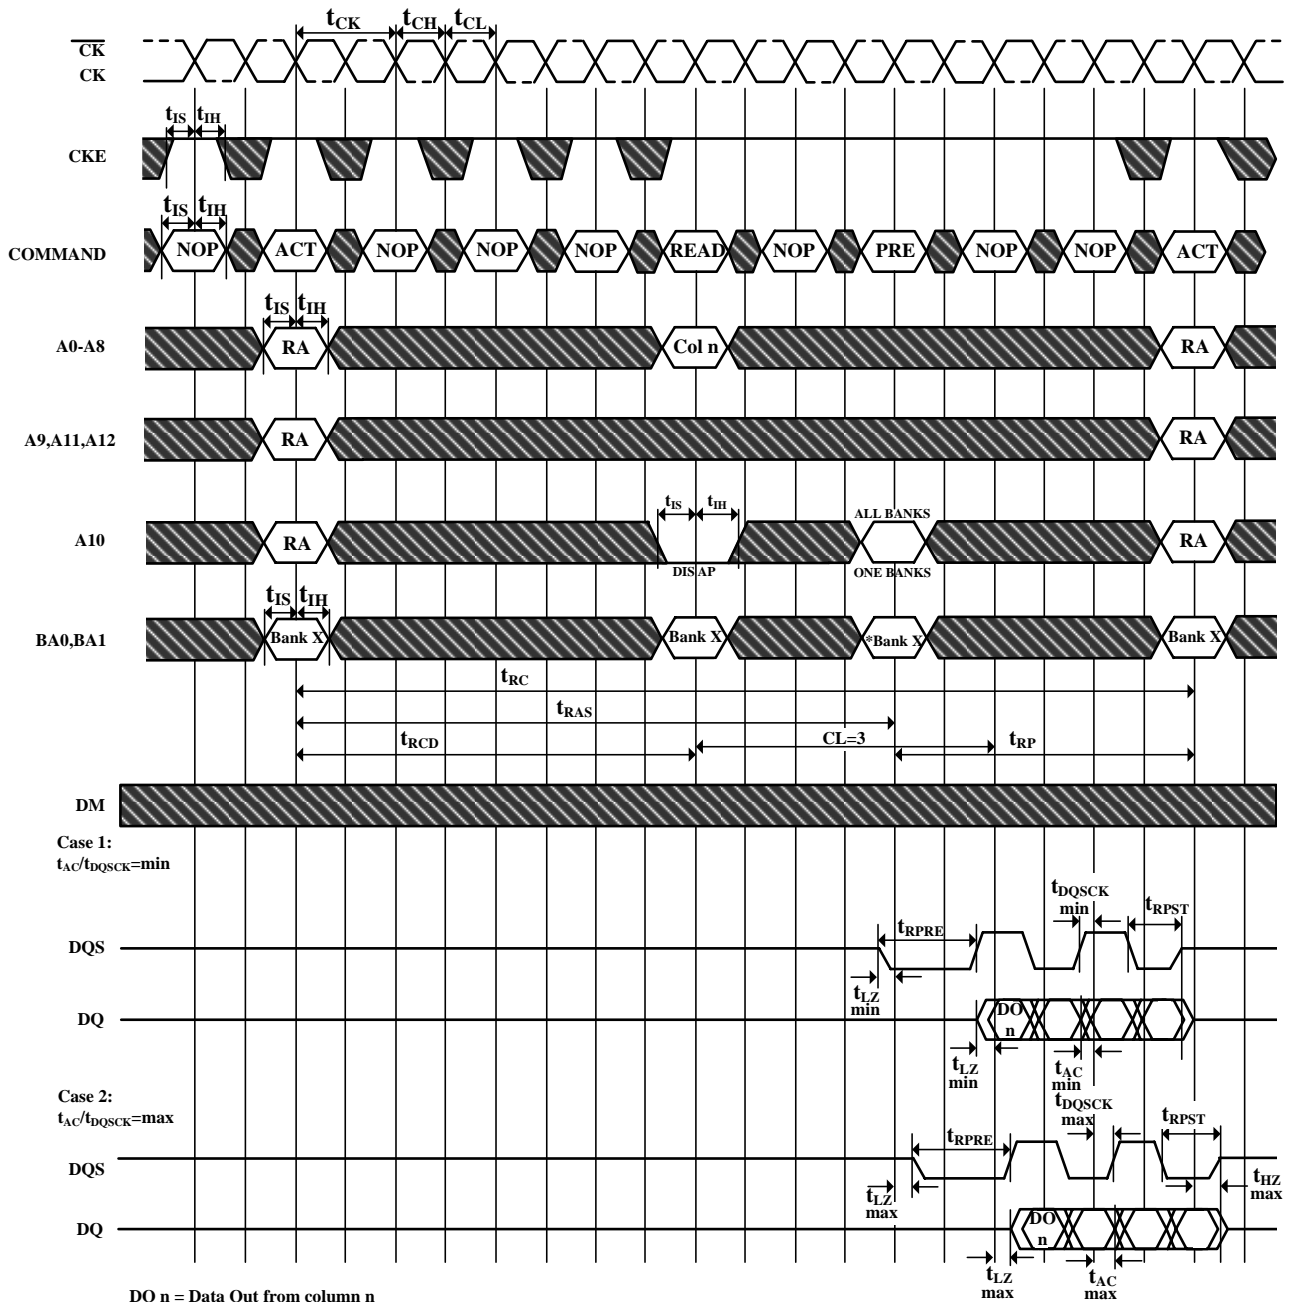 tCK tCH tCL
CK
CK
tIS tIH
CKE
tIS tIH
COMMAND NOP ACT NOP NOP NOP READ NOP PRE NOP NOP ACT
tIS tIH
A0-A8 RA Col n RA
A9,A11,A12 RA RA
tIS tIH ALL BANKS
A10 RA RA
DIS AP ONE BANKS
tIS tIH
BA0,BA1 Bank X Bank X *Bank X Bank X
tRC
tRAS
tRCD CL=3 tRP
DM
Case 1:
tAC/tDQSCK=min
tDQSCK min tRPST
tRPRE
DQS
tLZ min
DQ DO n
tLZ min tAC min
Case 2:
tAC/tDQSCK=max
tDQSCK max tRPST
tRPRE
DQS
tLZ max tHZ max
DQ DO n
tLZ max tAC max
DO n = Data Out from column n